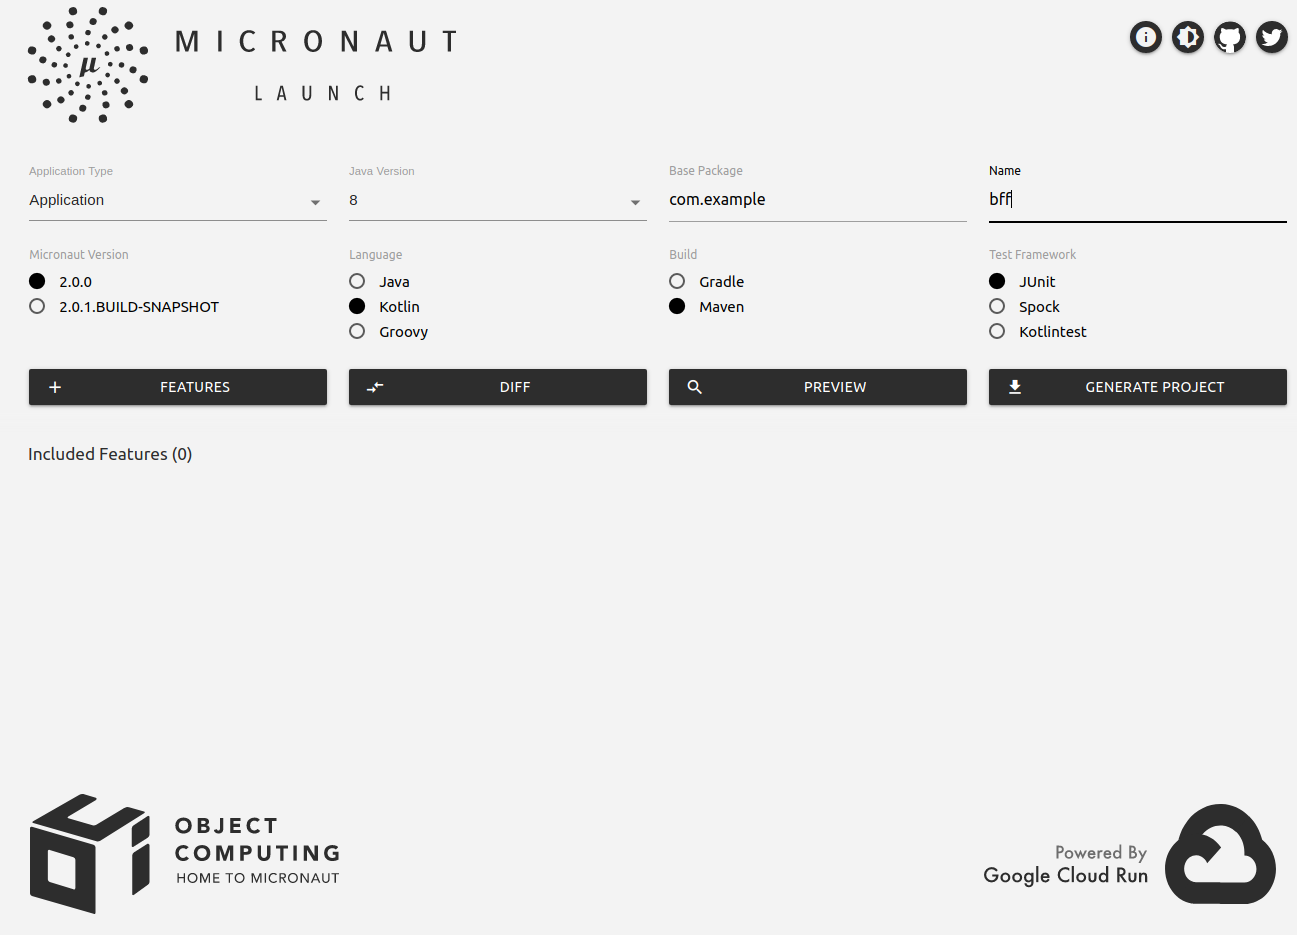 μ
MICRONAUT
LAUNCH
Application Type
Application
Java Version
8
Base Package
com.example
Name
bff
Micronaut Version
2.0.0
2.0.1.BUILD-SNAPSHOT
Language
Java
Kotlin
Groovy
Build
Gradle
Maven
Test Framework
JUnit
Spock
Kotlintest
FEATURES
DIFF
PREVIEW
GENERATE PROJECT
Included Features (0)
OBJECT
COMPUTING
HOME TO MICRONAUT
Powered By
Google Cloud Run